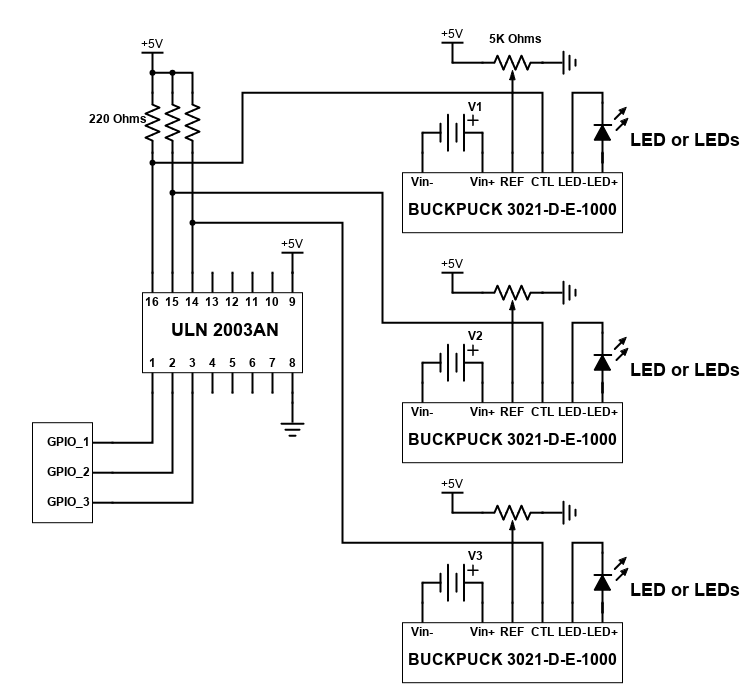 +5V
220 Ohms
+5V
16 15 14 13 12 11 10 9
ULN 2003AN
1 2 3 4 5 6 7 8
GPIO_1
GPIO_2
GPIO_3
+5V
5K Ohms
V1
+
LED or LEDs
Vin- Vin+ REF CTL LED- LED+
BUCKPUCK 3021-D-E-1000
+5V
V2
+
LED or LEDs
Vin- Vin+ REF CTL LED- LED+
BUCKPUCK 3021-D-E-1000
+5V
V3
+
LED or LEDs
Vin- Vin+ REF CTL LED- LED+
BUCKPUCK 3021-D-E-1000